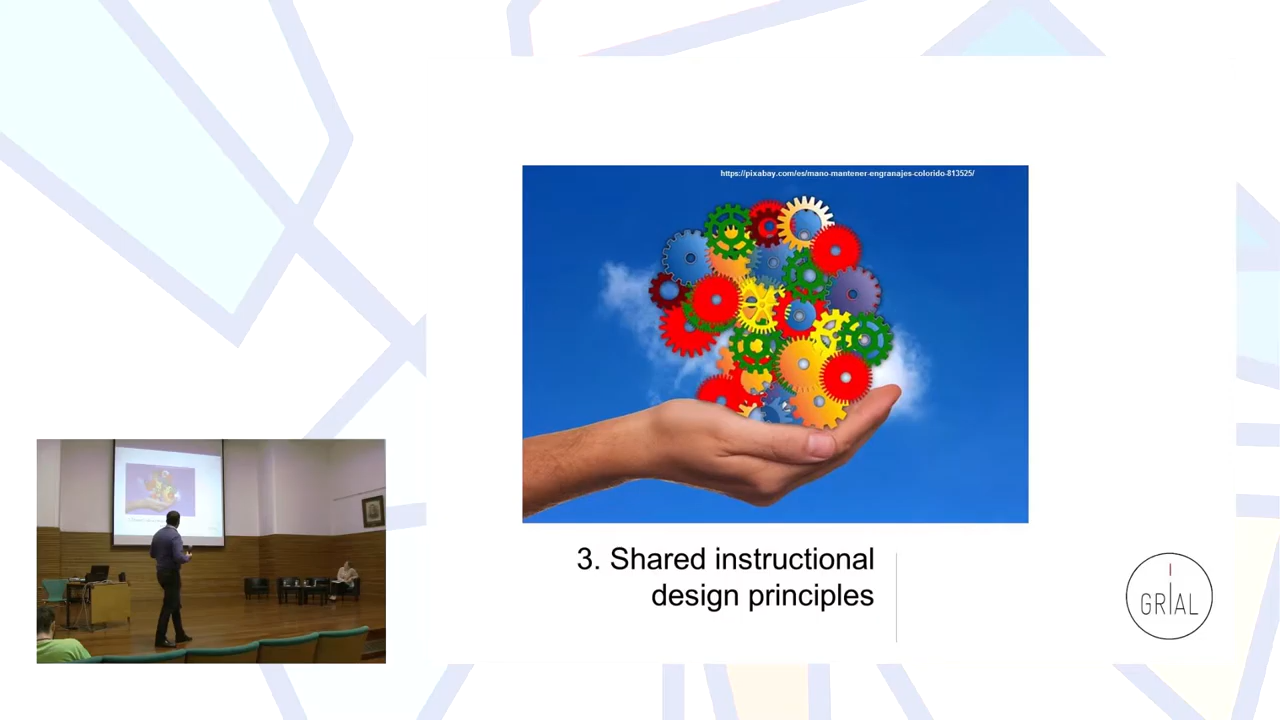 https://pixabay.com/es/mano-mantener-engranajes-colorido-813525/
3. Shared instructional
design principles
GRIAL